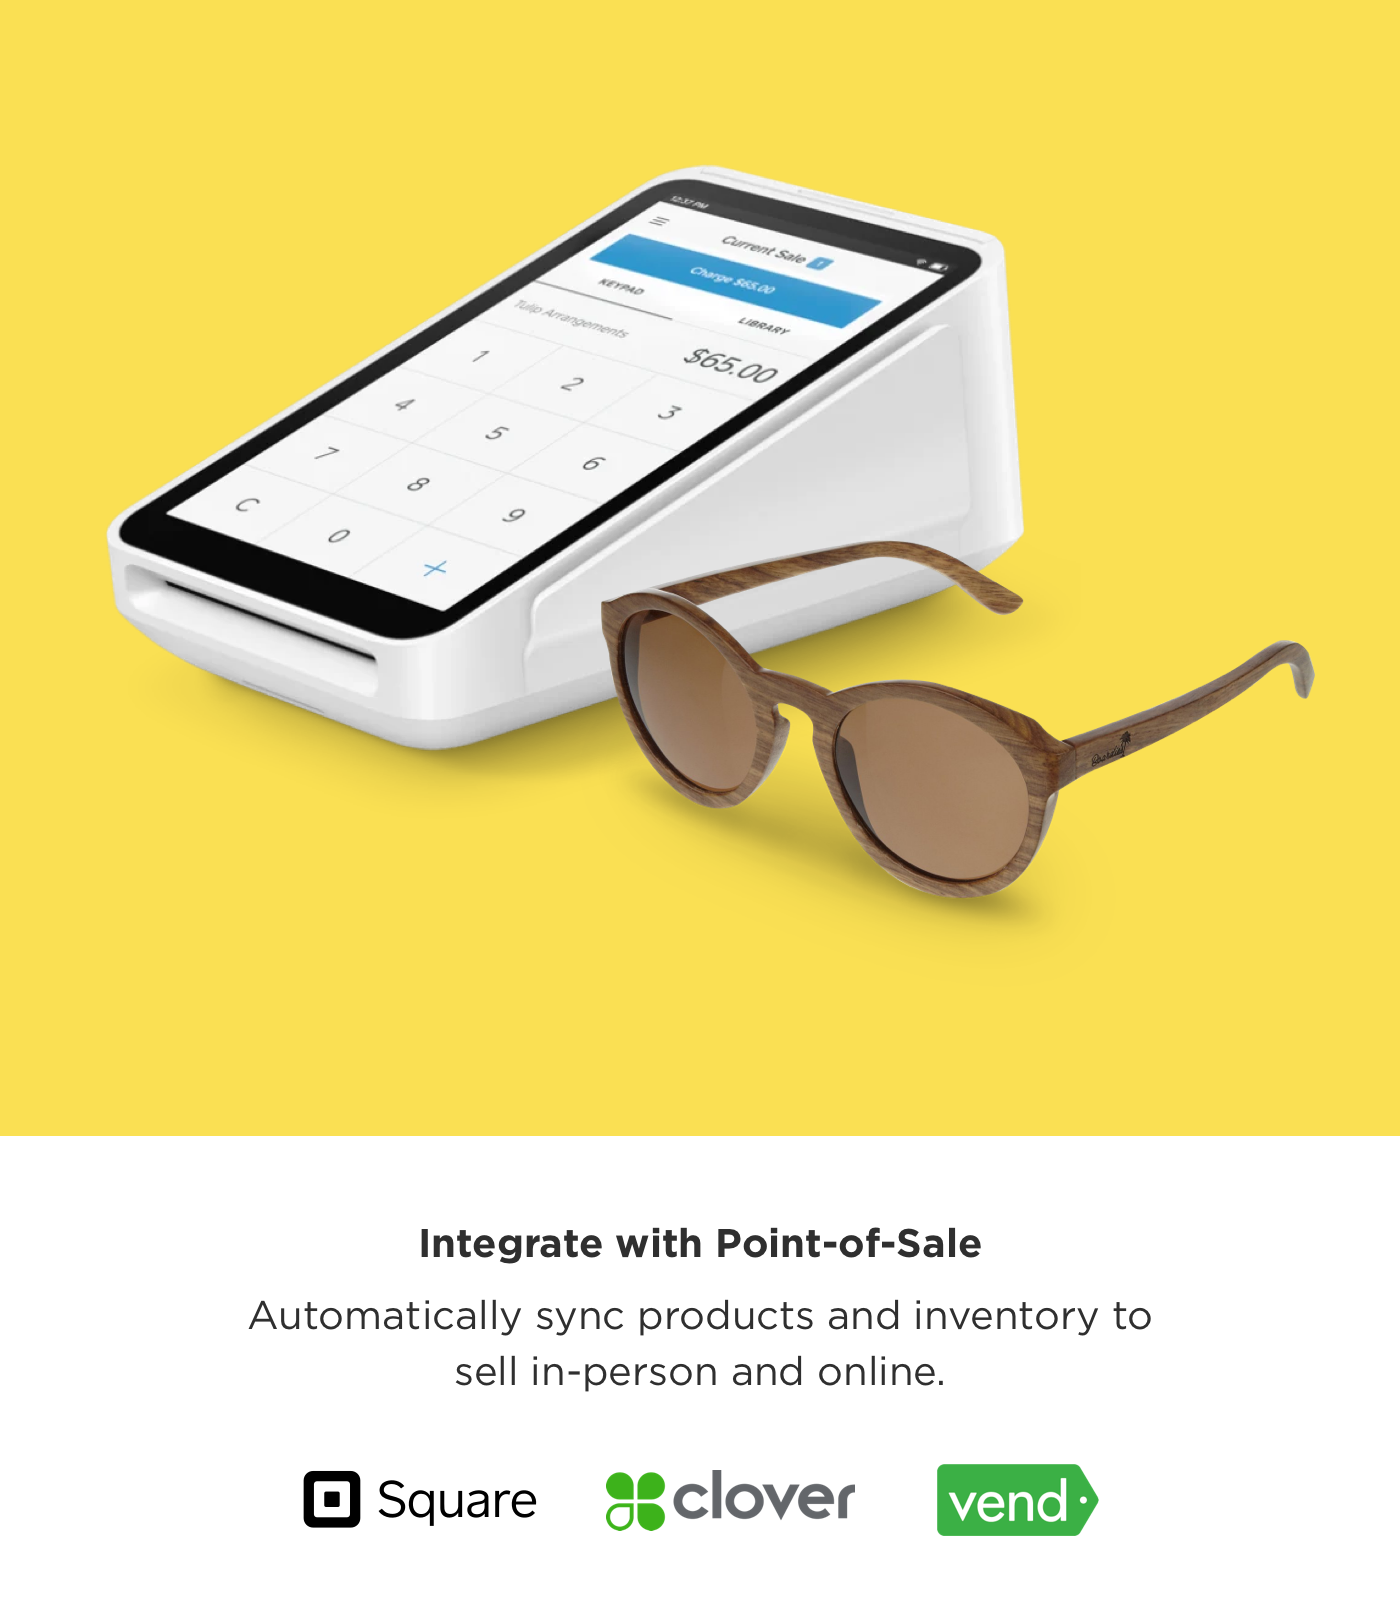 12:37 PM
Current Sale 1
Charge $65.00
KEYPAD
LIBRARY
Tulip Arrangements
$65.00
1
2
3
4
5
6
7
8
9
C
0
+
Boardies
Integrate with Point-of-Sale
Automatically sync products and inventory to
sell in-person and online.
Square
clover
vend